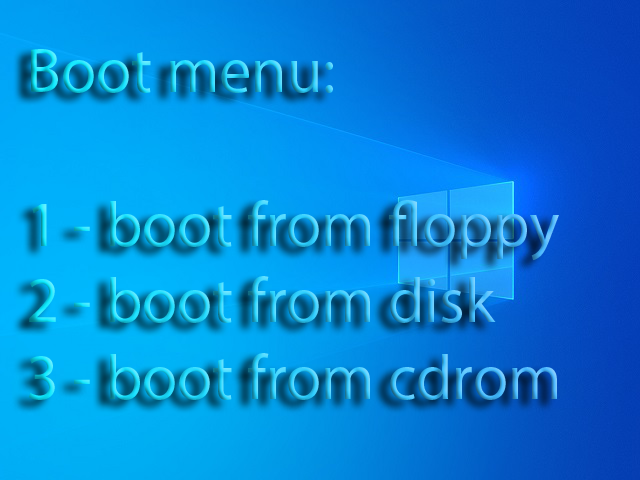 Boot menu:
1 - boot from floppy
2 - boot from disk
3 - boot from cdrom